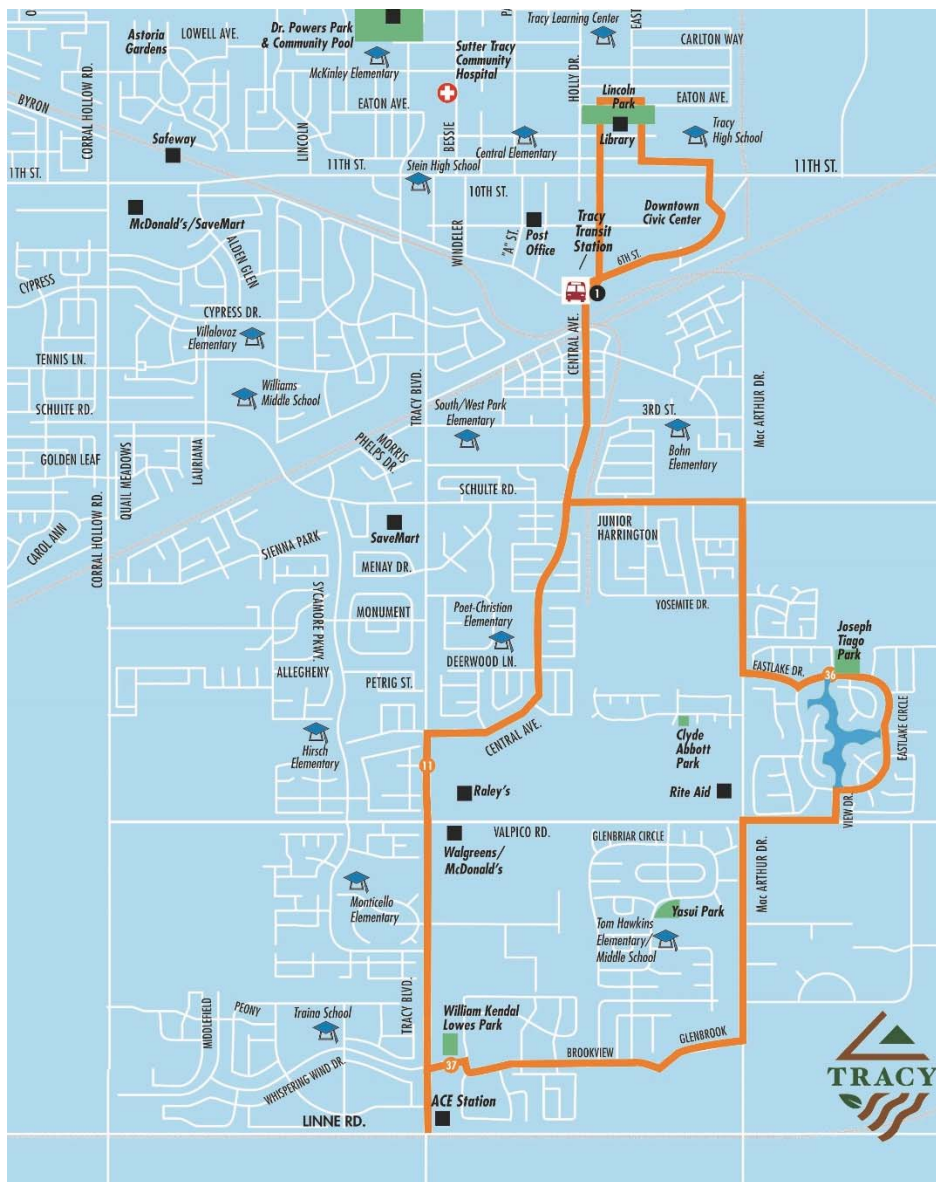 Astoria
Gardens
LOWELL AVE.
Dr. Powers Park
& Community Pool
McKinley Elementary
Sutter Tracy
Community
Hospital
Tracy Learning Center
EAST
CARLTON WAY
HOLLY DR.
Lincoln
Park
EATON AVE.
EATON AVE.
BYRON
CORRAL HOLLOW RD.
Safeway
LINCOLN
BESSIE
Library
Tracy
High School
Central Elementary
Stein High School
1TH ST.
11TH ST.
11TH ST.
10TH ST.
McDonald's/SaveMart
ALDEN GLEN
WINDELER
"A" ST.
Post
Office
Tracy
Transit
Station
Downtown
Civic Center
6TH ST.
1
CYPRESS
CYPRESS DR.
Villalovoz
Elementary
TENNIS LN.
Williams
Middle School
SCHULTE RD.
TRACY BLVD.
CENTRAL AVE.
South/West Park
Elementary
3RD ST.
Bohn
Elementary
Mac ARTHUR DR.
GOLDEN LEAF
QUAIL MEADOWS
LAURIANA
MORRIS
PHELPS DR.
SCHULTE RD.
CAROL ANN
CORRAL HOLLOW RD.
SIENNA PARK
SaveMart
MENAY DR.
JUNIOR
HARRINGTON
SYCAMORE PKWY.
MONUMENT
Poet-Christian
Elementary
YOSEMITE DR.
Joseph
Tiago
Park
ALLEGHENY
DEERWOOD LN.
PETRIG ST.
EASTLAKE DR.
36
EASTLAKE CIRCLE
Hirsch
Elementary
CENTRAL AVE.
Clyde
Abbott
Park
11
Raley's
Rite Aid
VIEW DR.
VALPICO RD.
Walgreens/
McDonald's
GLENBRIAR CIRCLE
Mac ARTHUR DR.
Monticello
Elementary
Yasui Park
Tom Hawkins
Elementary/
Middle School
MIDDLEFIELD
PEONY
Traina School
TRACY BLVD.
William Kendal
Lowes Park
37
BROOKVIEW
GLENBROOK
WHISPERING WIND DR.
ACE Station
LINNE RD.
TRACY